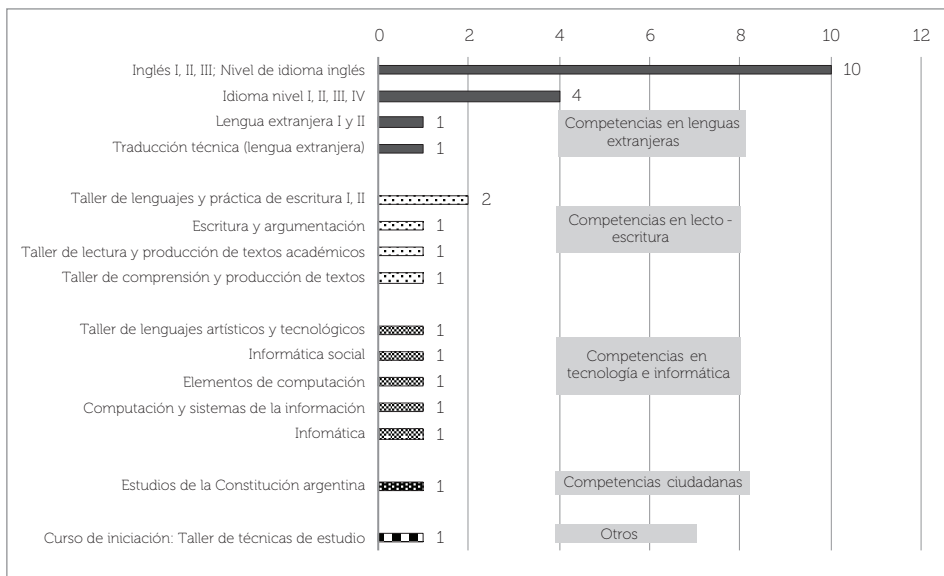 0 2 4 6 8 10 12
Inglés I, II, III; Nivel de idioma inglés 10
Idioma nivel I, II, III, IV 4
Lengua extranjera I y II 1
Traducción técnica (lengua extranjera) 1
Competencias en lenguas
extranjeras
Taller de lenguajes y práctica de escritura I, II 2
Escritura y argumentación 1
Taller de lectura y producción de textos académicos 1
Taller de comprensión y producción de textos 1
Competencias en lecto -
escritura
Taller de lenguajes artísticos y tecnológicos 1
Informática social 1
Elementos de computación 1
Computación y sistemas de la información 1
Infomática 1
Competencias en
tecnología e informática
Estudios de la Constitución argentina 1
Competencias ciudadanas
Curso de iniciación: Taller de técnicas de estudio 1
Otros